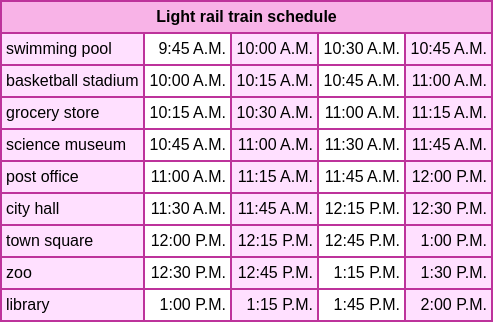 Light rail train schedule
swimming pool 9:45 A.M. 10:00 A.M. 10:30 A.M. 10:45 A.M.
basketball stadium 10:00 A.M. 10:15 A.M. 10:45 A.M. 11:00 A.M.
grocery store 10:15 A.M. 10:30 A.M. 11:00 A.M. 11:15 A.M.
science museum 10:45 A.M. 11:00 A.M. 11:30 A.M. 11:45 A.M.
post office 11:00 A.M. 11:15 A.M. 11:45 A.M. 12:00 P.M.
city hall 11:30 A.M. 11:45 A.M. 12:15 P.M. 12:30 P.M.
town square 12:00 P.M. 12:15 P.M. 12:45 P.M. 1:00 P.M.
zoo 12:30 P.M. 12:45 P.M. 1:15 P.M. 1:30 P.M.
library 1:00 P.M. 1:15 P.M. 1:45 P.M. 2:00 P.M.